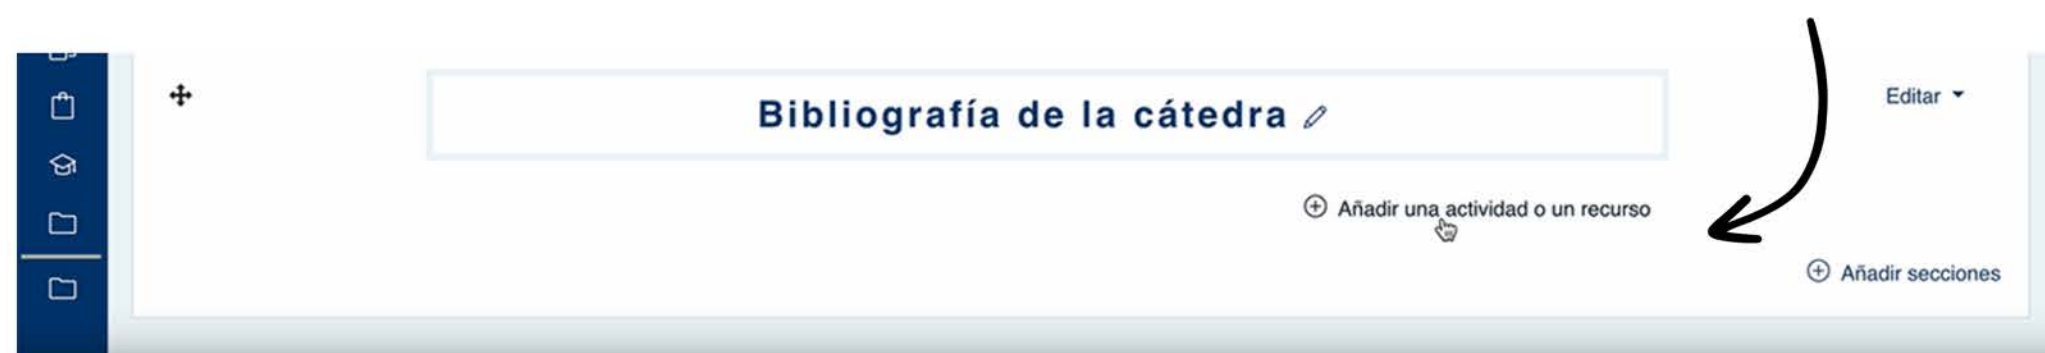 Editar
Bibliografía de la cátedra
Añadir una actividad o un recurso
Añadir secciones